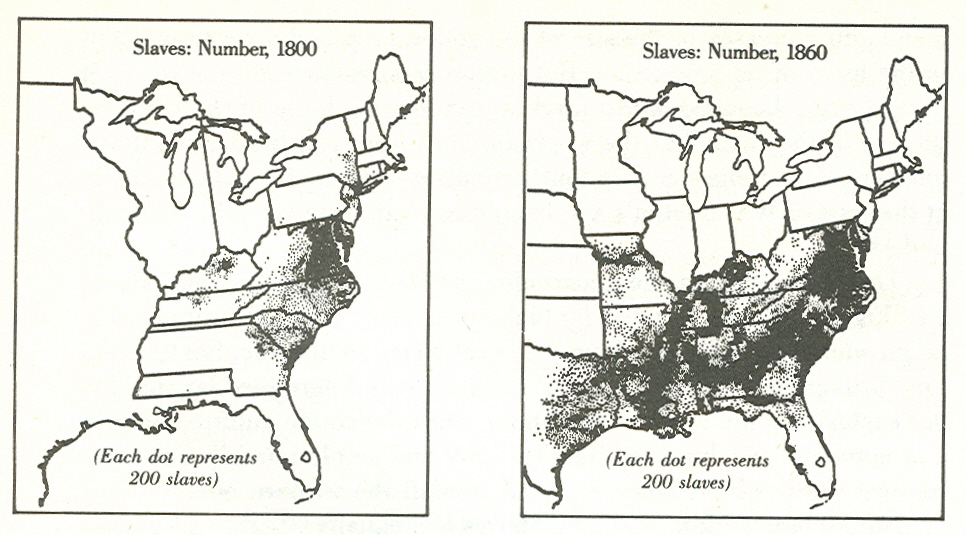 Slaves: Number, 1800
(Each dot represents
200 slaves)
Slaves: Number, 1860
(Each dot represents
200 slaves)